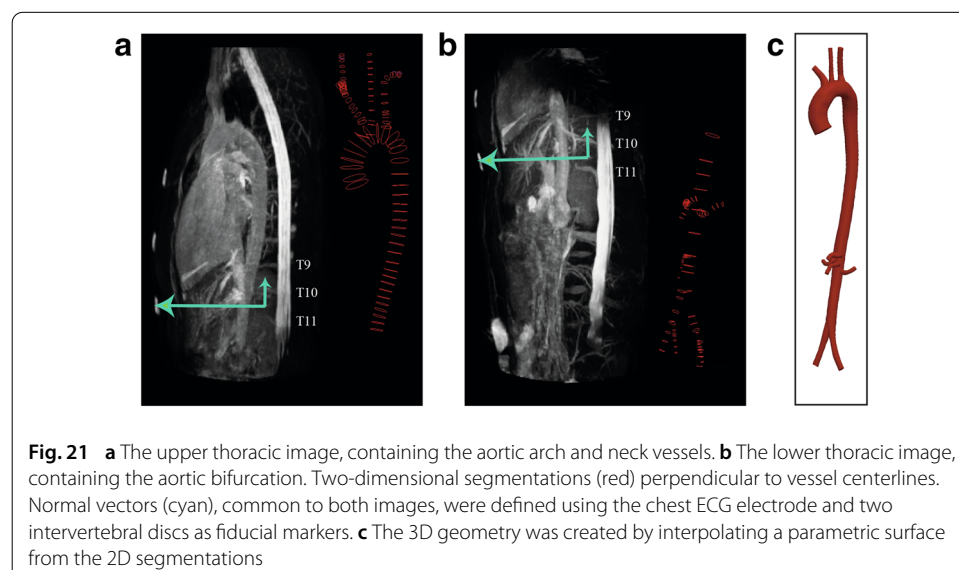 a
b
c
T9
T10
T11
T9
T10
T11
Fig. 21 a The upper thoracic image, containing the aortic arch and neck vessels. b The lower thoracic image,
containing the aortic bifurcation. Two-dimensional segmentations (red) perpendicular to vessel centerlines.
Normal vectors (cyan), common to both images, were defined using the chest ECG electrode and two
intervertebral discs as fiducial markers. c The 3D geometry was created by interpolating a parametric surface
from the 2D segmentations